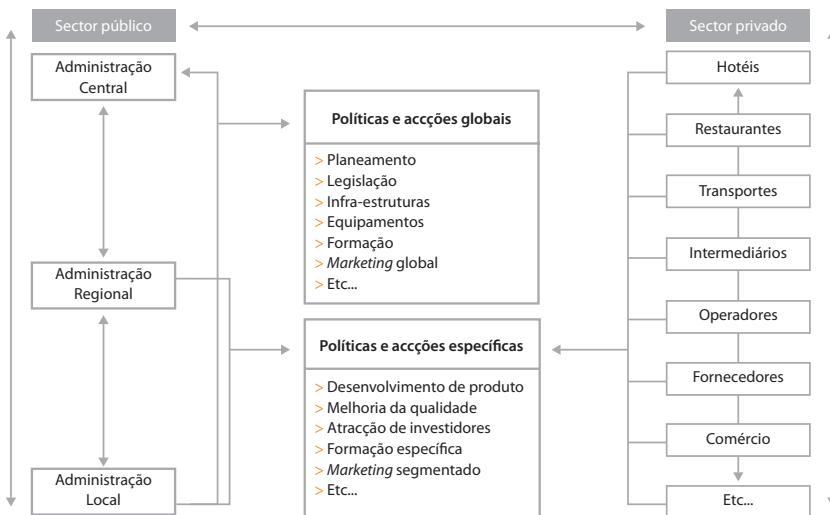 Sector público
Sector privado
Administração
Central
Administração
Regional
Administração
Local
Políticas e accções globais
> Planeamento
> Legislação
> Infra-estruturas
> Equipamentos
> Formação
> Marketing global
> Etc...
Políticas e accções específicas
> Desenvolvimento de produto
> Melhoria da qualidade
> Atracção de investidores
> Formação específica
> Marketing segmentado
> Etc...
Hotéis
Restaurantes
Transportes
Intermediários
Operadores
Fornecedores
Comércio
Etc...